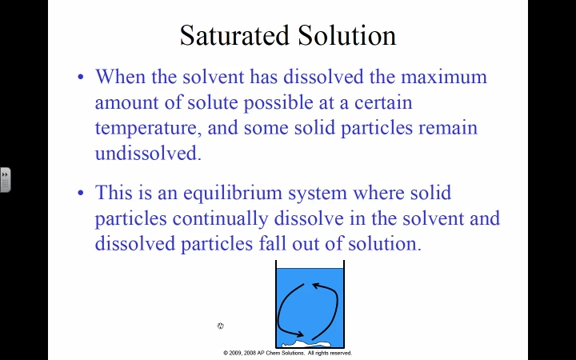 Saturated Solution
• When the solvent has dissolved the maximum
amount of solute possible at a certain
temperature, and some solid particles remain
undissolved.
• This is an equilibrium system where solid
particles continually dissolve in the solvent and
dissolved particles fall out of solution.
© 2009, 2008 AP Chem Solutions. All rights reserved.